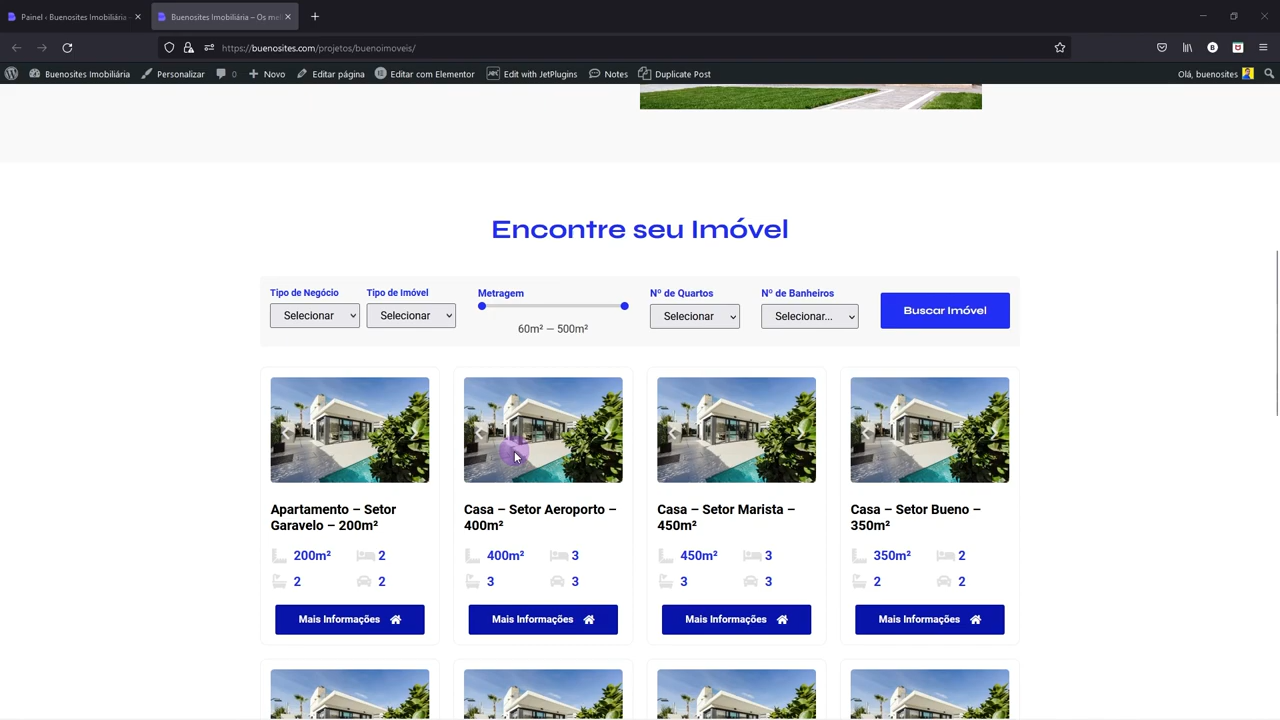 Painel ‹ Buenosites Imobiliária -
Buenosites Imobiliária – Os me
https://buenosites.com/projetos/buenoimoveis/
Buenosites Imobiliária
Personalizar
0
Novo
Editar página
Editar com Elementor
Edit with JetPlugins
Notes
Duplicate Post
Olá, buenosites
Encontre seu Imóvel
Tipo de Negócio
Tipo de Imóvel
Metragem
Nº de Quartos
Nº de Banheiros
Selecionar
Selecionar
60m² — 500m²
Selecionar
Selecionar...
Buscar Imóvel
Apartamento – Setor
Garavelo – 200m²
200m² 2
2 2
Mais Informações
Casa – Setor Aeroporto –
400m²
400m² 3
3 3
Mais Informações
Casa – Setor Marista –
450m²
450m² 3
3 3
Mais Informações
Casa – Setor Bueno –
350m²
350m² 2
2 2
Mais Informações